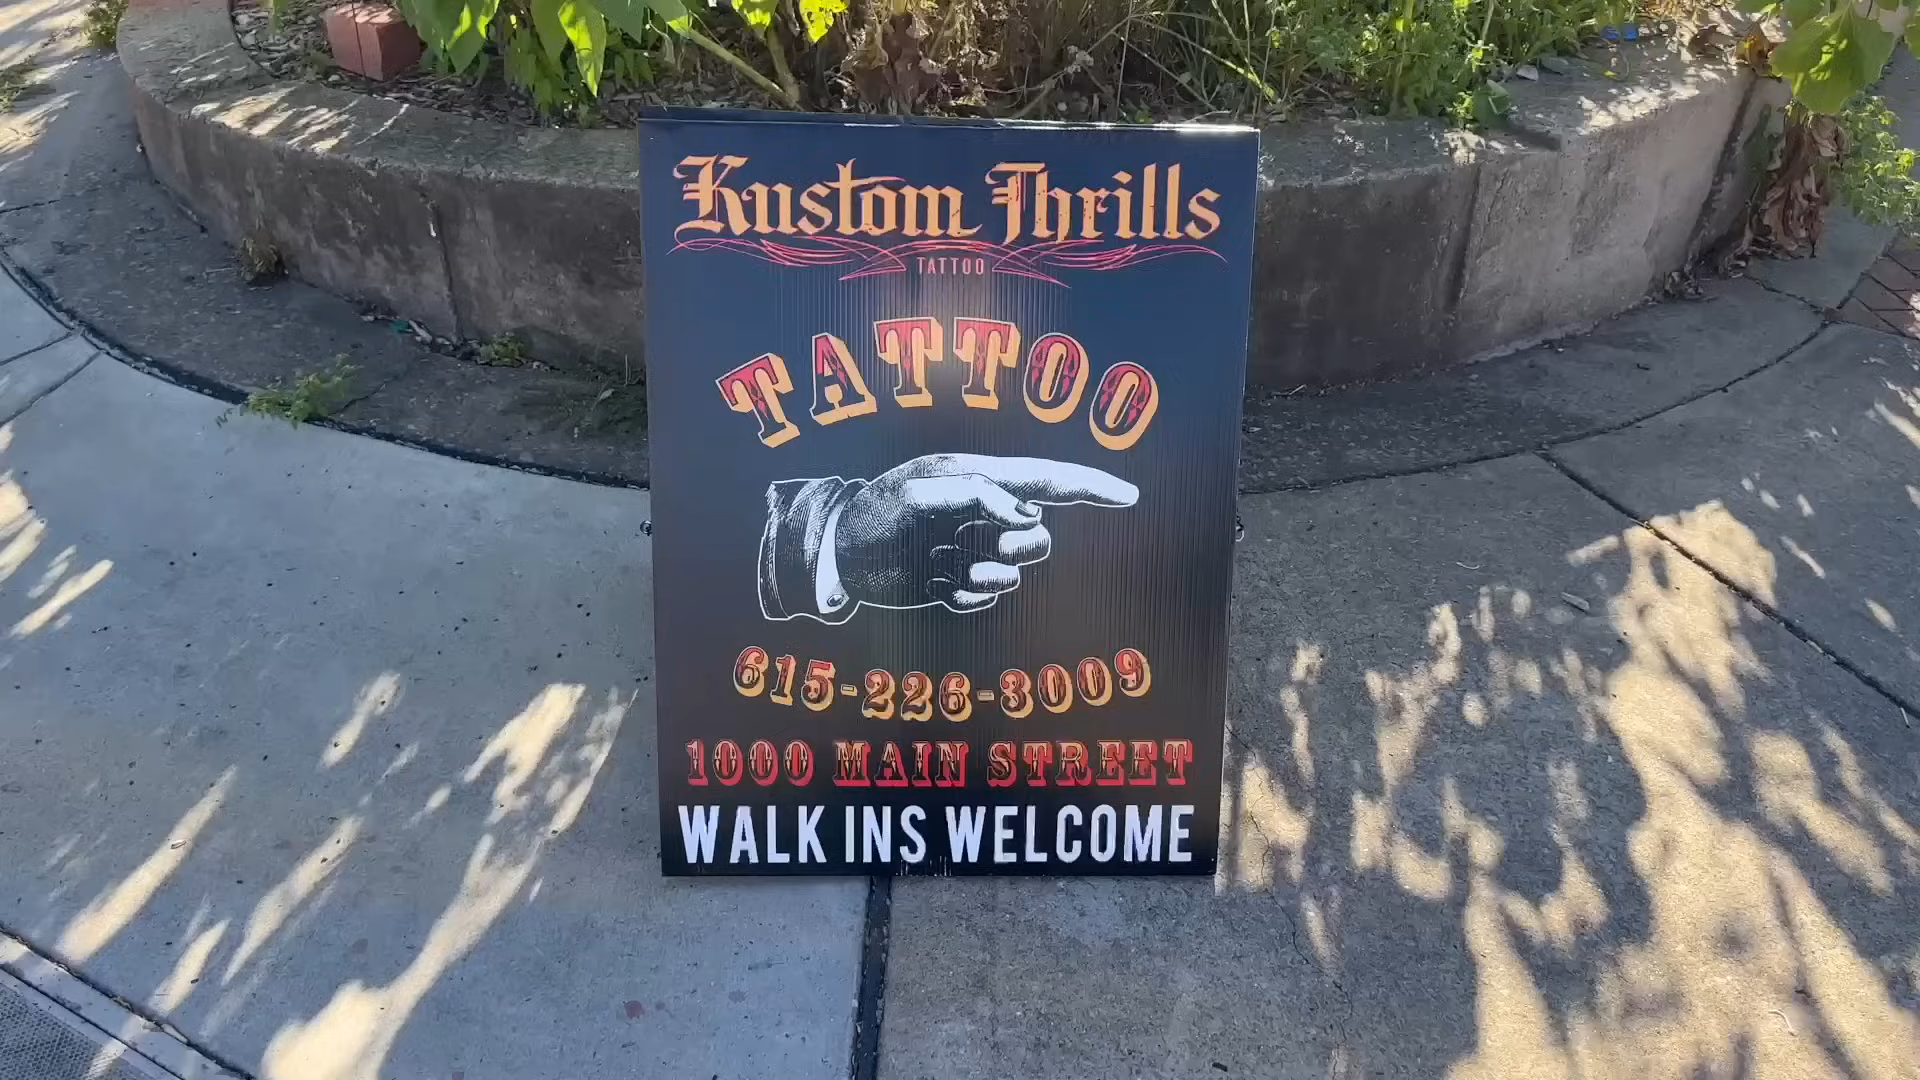 Kustom Thrills
TATTOO
TATTOO
615-226-3009
1000 MAIN STREET
WALK INS WELCOME